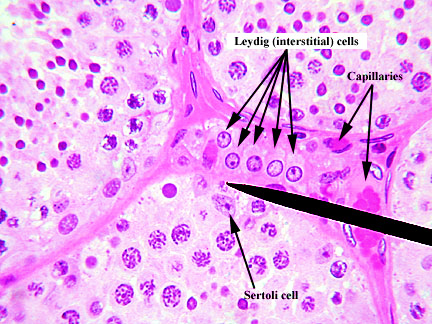 Leydig (interstitial) cells
Capillaries
Sertoli cell